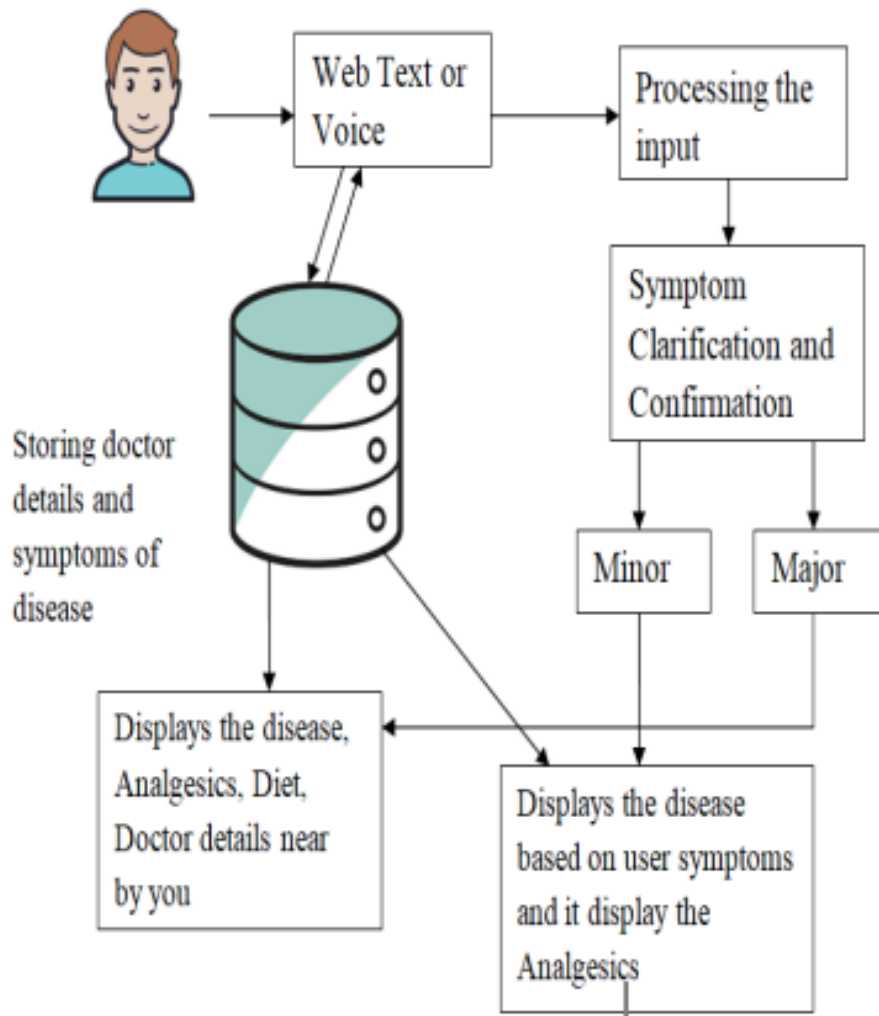 Web Text or
Voice
Processing the
input
Symptom
Clarification and
Confirmation
Storing doctor
details and
symptoms of
disease
Minor
Major
Displays the disease,
Analgesics, Diet,
Doctor details near
by you
Displays the disease
based on user symptoms
and it display the
Analgesics